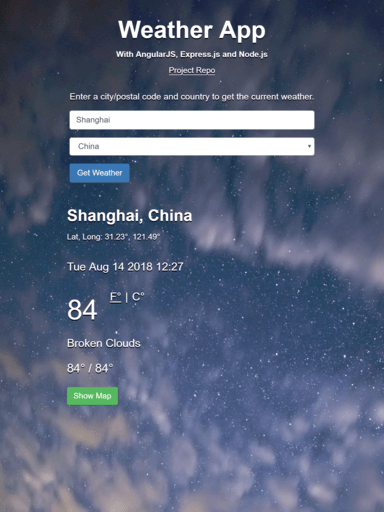 Weather App
With AngularJS, Express.js and Node.js
Project Repo
Enter a city/postal code and country to get the current weather.
Shanghai
China
Get Weather
Shanghai, China
Lat, Long: 31.23°, 121.49°
Tue Aug 14 2018 12:27
84 F° | C°
Broken Clouds
84° / 84°
Show Map